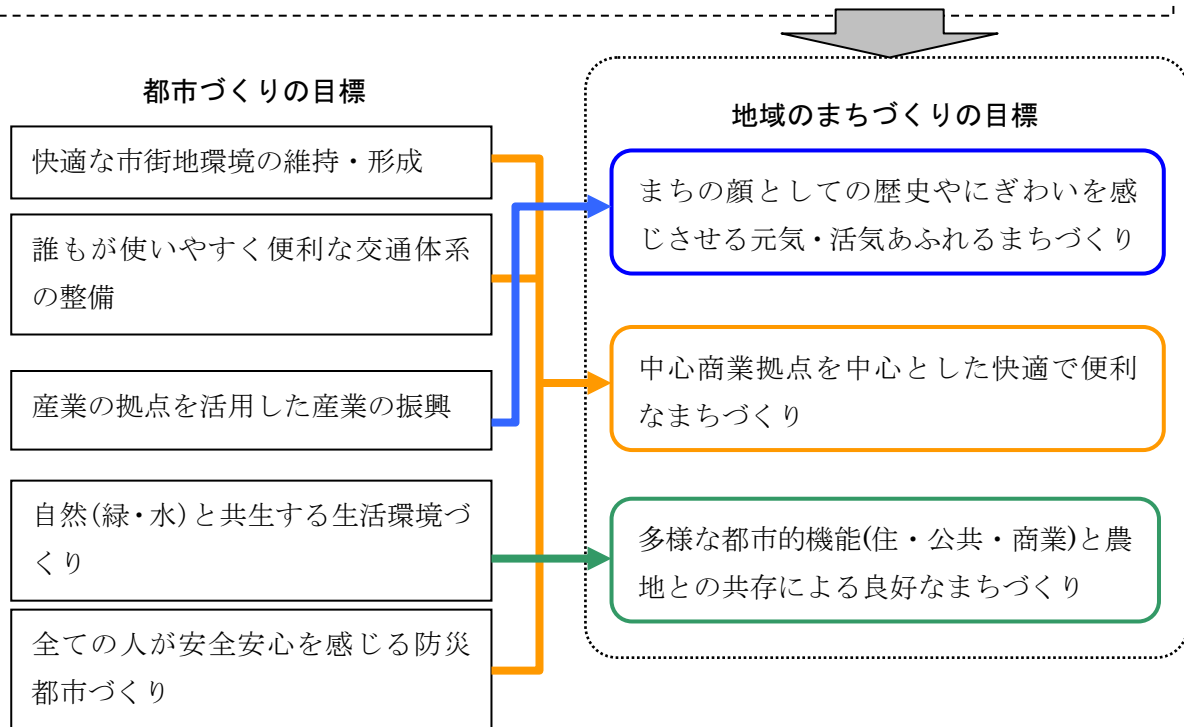 都市づくりの目標
快適な市街地環境の維持・形成
誰もが使いやすく便利な交通体系
の整備
産業の拠点を活用した産業の振興
自然(緑・水)と共生する生活環境づ
くり
全ての人が安全安心を感じる防災
都市づくり
地域のまちづくりの目標
まちの顔としての歴史やにぎわいを感
じさせる元気・活気あふれるまちづくり
中心商業拠点を中心とした快適で便利
なまちづくり
多様な都市的機能(住・公共・商業)と農
地との共存による良好なまちづくり